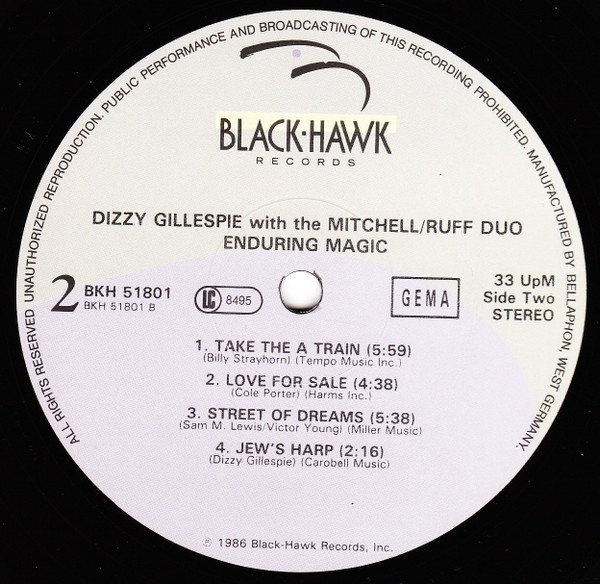 ALL RIGHTS RESERVED UNAUTHORIZED REPRODUCTION. PUBLIC PERFORMANCE AND BROADCASTING OF THIS RECORDING PROHIBITED. MANUFACTURED BY BELLAPHON, WEST GERMANY.
BLACK·HAWK
RECORDS
DIZZY GILLESPIE with the MITCHELL/RUFF DUO
ENDURING MAGIC
2 BKH 51801
BKH 51801 B
LC 8495
GEMA
33 UpM
Side Two
STEREO
1. TAKE THE A TRAIN (5:59)
(Billy Strayhorn) (Tempo Music Inc.)
2. LOVE FOR SALE (4:38)
(Cole Porter) (Harms Inc.)
3. STREET OF DREAMS (5:38)
(Sam M. Lewis/Victor Young) (Miller Music)
4. JEW'S HARP (2:16)
(Dizzy Gillespie) (Carobell Music)
℗ 1986 Black-Hawk Records, Inc.